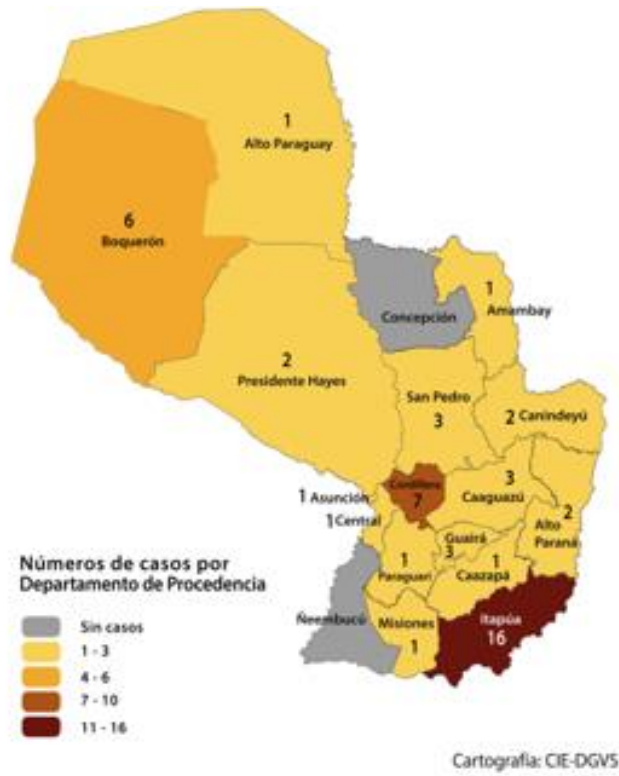 1
Alto Paraguay
6
Boquerón
Concepción
1
Amambay
2
Presidente Hayes
San Pedro
3
2 Canindeyú
Cordillera
7
3
Caaguazú
1 Asunción
1 Central
2
Alto
Paraná
Guairá
3
1
Paraguarí
1
Caazapá
Ñeembucú
Misiones
1
Itapúa
16
Números de casos por
Departamento de Procedencia
Sin casos
1 - 3
4 - 6
7 - 10
11 - 16
Cartografía: CIE-DGVS